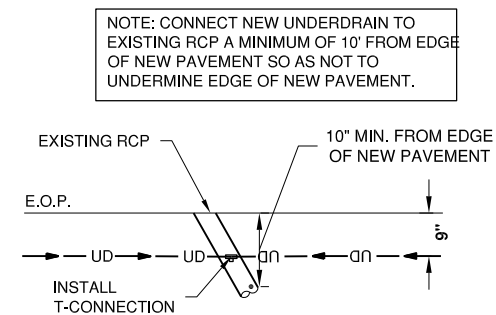 NOTE: CONNECT NEW UNDERDRAIN TO
EXISTING RCP A MINIMUM OF 10' FROM EDGE
OF NEW PAVEMENT SO AS NOT TO
UNDERMINE EDGE OF NEW PAVEMENT.
EXISTING RCP
10" MIN. FROM EDGE
OF NEW PAVEMENT
E.O.P.
9"
UD UD UD UD
INSTALL
T-CONNECTION